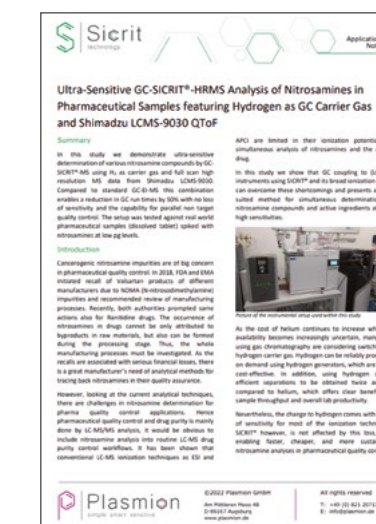 Sicrit
technology
Application
Note
Ultra-Sensitive GC-SICRIT®-HRMS Analysis of Nitrosamines in
Pharmaceutical Samples featuring Hydrogen as GC Carrier Gas
and Shimadzu LCMS-9030 QToF
Summary
In this study we demonstrate ultra-sensitive
determination of various nitrosamine compounds by GC-
SICRIT®-MS using H₂ as carrier gas and full scan high
resolution MS data from Shimadzu LCMS-9030.
Compared to standard GC-EI-MS this combination
enables a reduction in GC run times by 50% with no loss
of sensitivity and the capability for parallel non target
quality control. The setup was tested against real world
pharmaceutical samples (dissolved tablet) spiked with
nitrosamines at low pg levels.
Introduction
Cancerogenic nitrosamine impurities are of big concern
in pharmaceutical quality control. In 2018, FDA and EMA
initiated recall of Valsartan products of different
manufacturers due to NDMA (N-nitrosodimethylamine)
impurities and recommended review of manufacturing
processes. Recently, both authorities prompted same
actions also for Ranitidine drugs. The occurrence of
nitrosamines in drugs cannot be only attributed to
byproducts in raw materials, but also can be formed
during the processing stage. Thus, the whole
manufacturing processes must be investigated. As the
recalls are associated with serious financial losses, there
is a great manufacturer's need of analytical methods for
tracing back nitrosamines in their quality assurance.
However, looking at the current analytical techniques,
there are challenges in nitrosamine determination for
pharma quality control applications. Hence
pharmaceutical quality control and drug purity is mainly
done by LC-MS/MS analysis, it would be obvious to
include nitrosamine analysis into routine LC-MS drug
purity control workflows. It has been shown that
conventional LC-MS ionization techniques as ESI and
APCI are limited in their ionization potential
simultaneous analysis of nitrosamines and the
drug.
In this study we show that GC coupling to
instruments using SICRIT® and its broad ionization
can overcome these shortcomings and presents a
suited method for simultaneous determination
nitrosamine compounds and active ingredients at
high sensitivities.
Picture of the instrumental setup used within this study
As the cost of helium continues to increase while
availability becomes increasingly uncertain, many
using gas chromatography are considering switching
hydrogen carrier gas. Hydrogen can be reliably produced
on demand using hydrogen generators, which are
cost-effective. In addition, using hydrogen
efficient separations to be obtained twice as
compared to helium, which offers clear benefits
sample throughput and overall lab productivity.
Nevertheless, the change to hydrogen comes with
of sensitivity for most of the ionization
SICRIT® however, is not affected by this loss,
enabling faster, cheaper, and more
nitrosamine analyses in pharmaceutical quality control.
Plasmion
simple smart sensitive
©2022 Plasmion GmbH
Am Mittleren Moos 48
D-86167 Augsburg
www.plasmion.de
All rights reserved
T: +49 (0) 821
E: info@plasmion.de